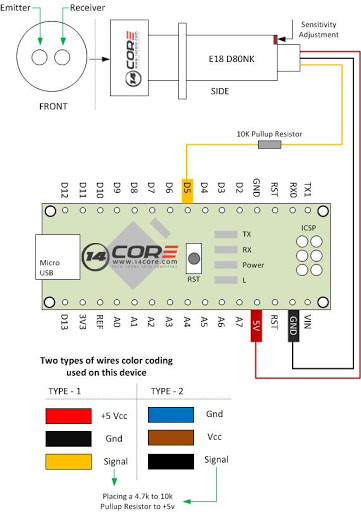 Emitter
Receiver
FRONT
14
CORE
E18 D80NK
SIDE
Sensitivity
Adjustment
10K Pullup Resistor
D12
D11
D10
D9
D8
D7
D6
D5
D4
D3
D2
GND
RST
RX0
TX1
Micro
USB
14
CORE
www.14core.com
RST
TX
RX
Power
L
ICSP
D13
3V3
REF
A0
A1
A2
A3
A4
A5
A6
A7
5V
RST
GND
VIN
Two types of wires color coding
used on this device
TYPE - 1
TYPE - 2
+5 Vcc
Gnd
Gnd
Vcc
Signal
Signal
Placing a 4.7k to 10k
Pullup Resistor to +5v